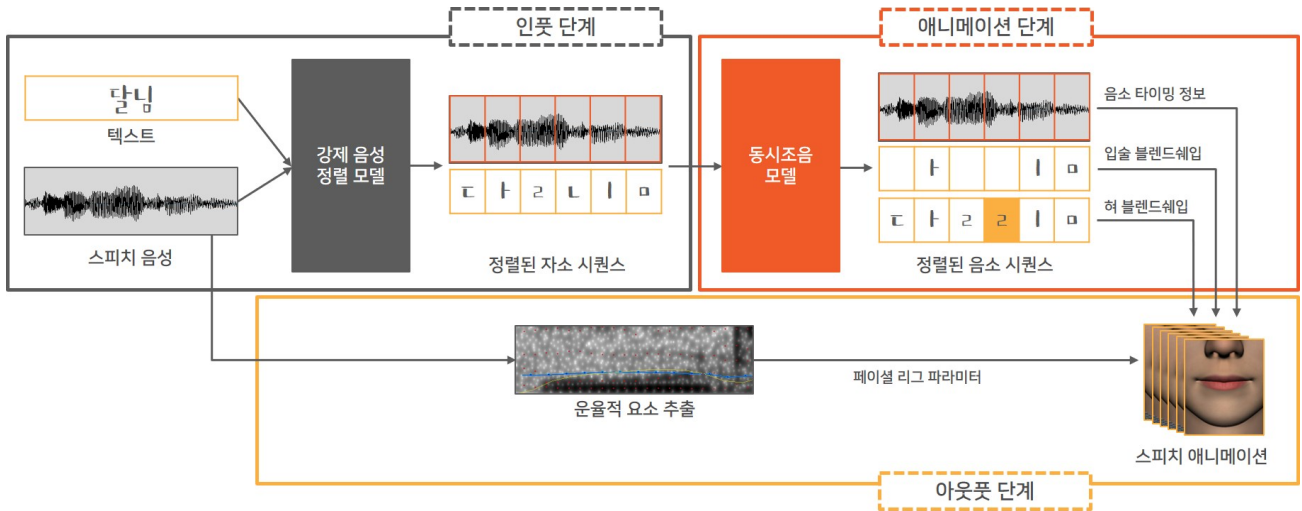 인풋 단계
달님
텍스트
스피치 음성
강제 음성
정렬 모델
ㄷ ㅏ ㄹ ㄴ ㅣ ㅁ
정렬된 자소 시퀀스
애니메이션 단계
동시조음
모델
ㅏ ㅣ ㅁ
ㄷ ㅏ ㄹ ㄹ ㅣ ㅁ
정렬된 음소 시퀀스
음소 타이밍 정보
입술 블렌드쉐입
혀 블렌드쉐입
운율적 요소 추출
페이셜 리그 파라미터
스피치 애니메이션
아웃풋 단계